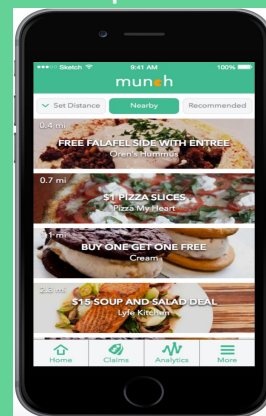 Sketch 9:41 AM 100%
munch
Set Distance Nearby Recommended
0.4 mi
FREE FALAFEL SIDE WITH ENTREE
Oren's Hummus
0.7 mi
$1 PIZZA SLICES
Pizza My Heart
1 mi
BUY ONE GET ONE FREE
Cream
2.3 mi
$15 SOUP AND SALAD DEAL
Lyfe Kitchen
Home Claims Analytics More